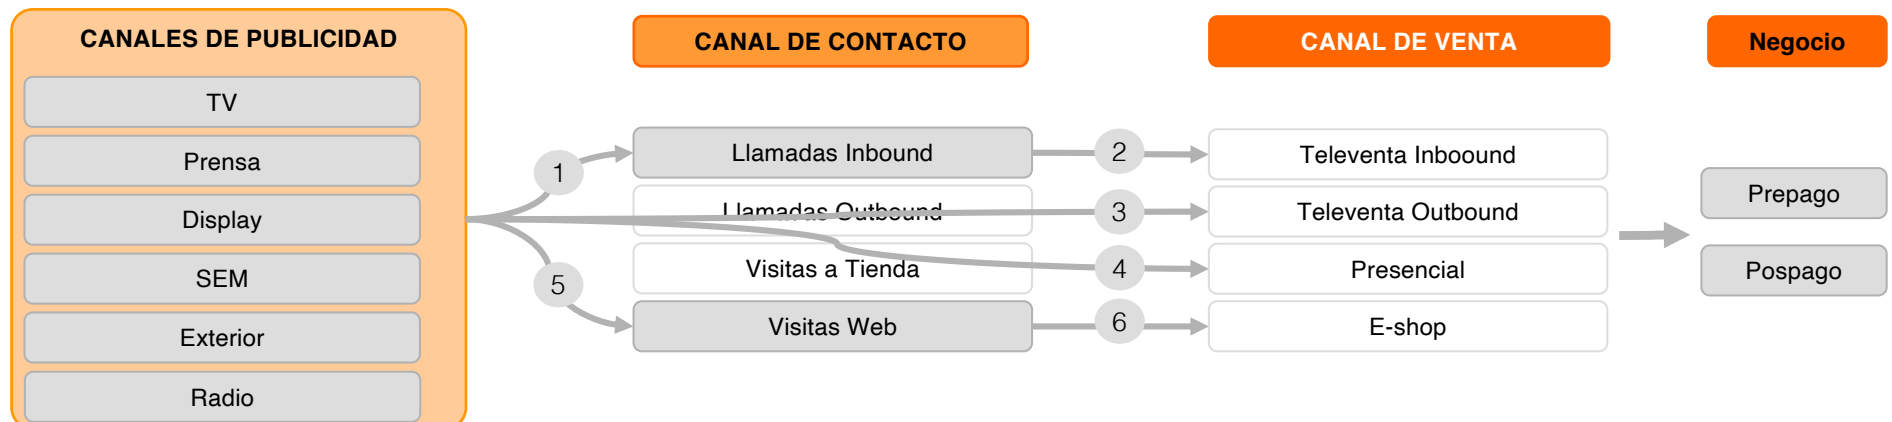 CANALES DE PUBLICIDAD
TV
Prensa
Display
SEM
Exterior
Radio
CANAL DE CONTACTO
Llamadas Inbound
Llamadas Outbound
Visitas a Tienda
Visitas Web
1
5
2
3
4
6
CANAL DE VENTA
Televenta Inboound
Televenta Outbound
Presencial
E-shop
Negocio
Prepago
Pospago